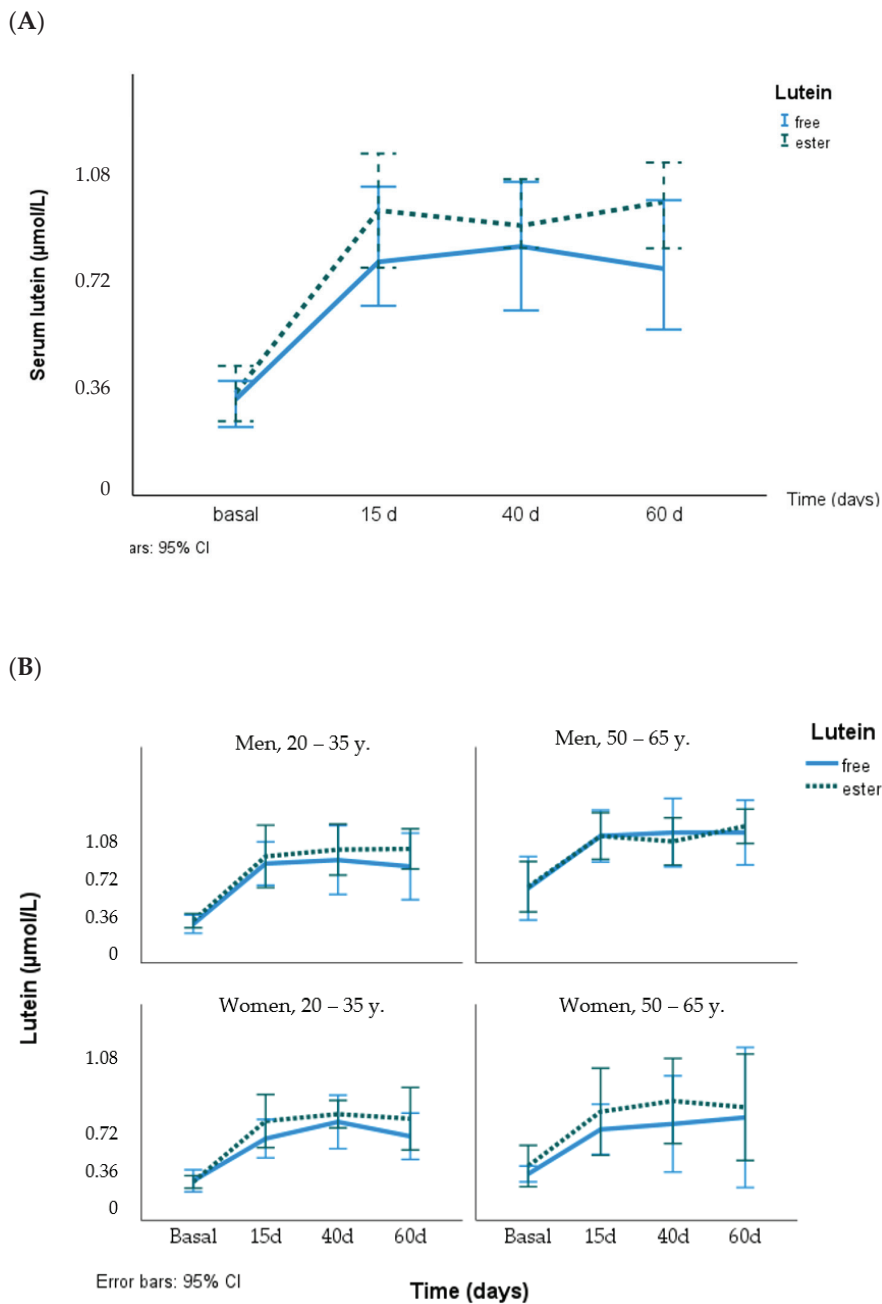 (A)
Lutein
free
ester
1.08
0.72
0.36
0
Serum lutein (µmol/L)
basal 15 d 40 d 60 d
Time (days)
ars: 95% CI
(B)
Men, 20 – 35 y. Men, 50 – 65 y.
Lutein
free
ester
1.08
0.72
0.36
0
Lutein (µmol/L)
Women, 20 – 35 y. Women, 50 – 65 y.
1.08
0.72
0.36
0
Basal 15d 40d 60d Basal 15d 40d 60d
Error bars: 95% CI
Time (days)